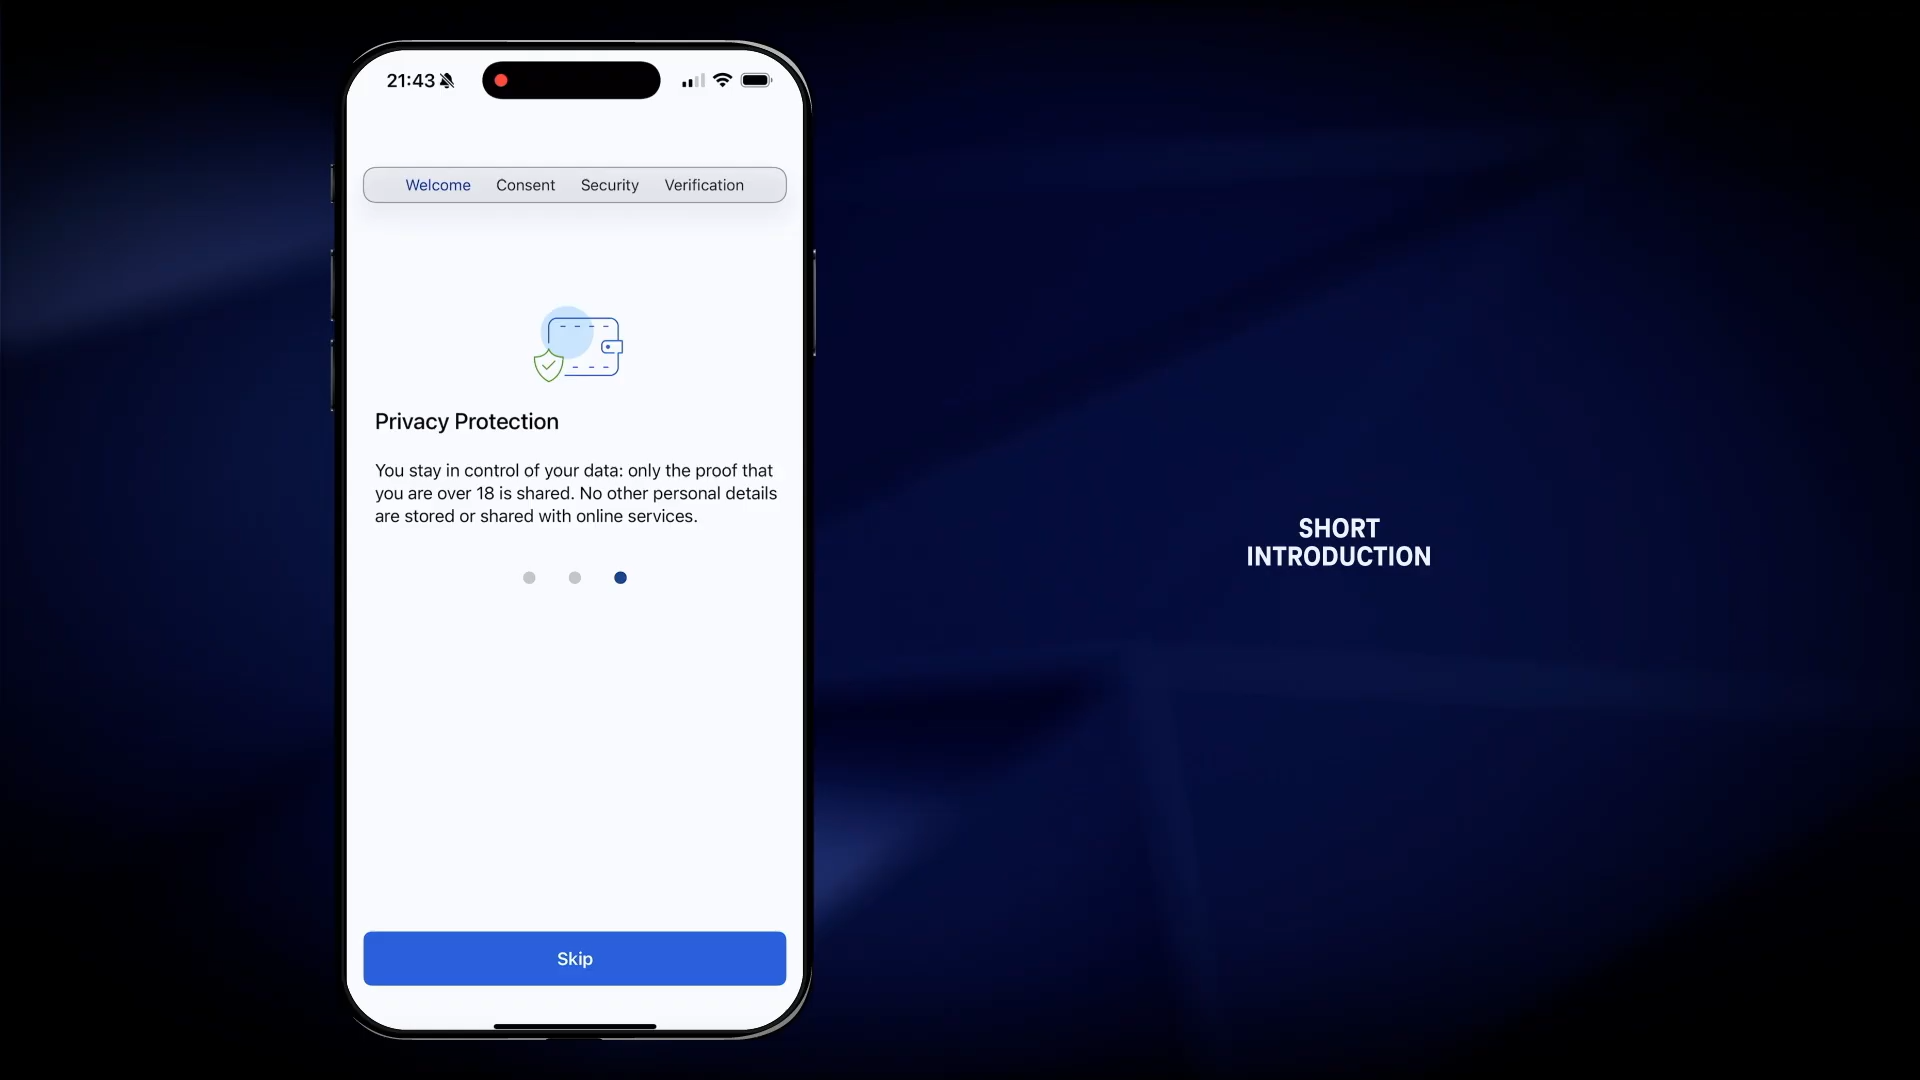 21:43
Welcome Consent Security Verification
Privacy Protection
You stay in control of your data: only the proof that
you are over 18 is shared. No other personal details
are stored or shared with online services.
Skip
SHORT
INTRODUCTION